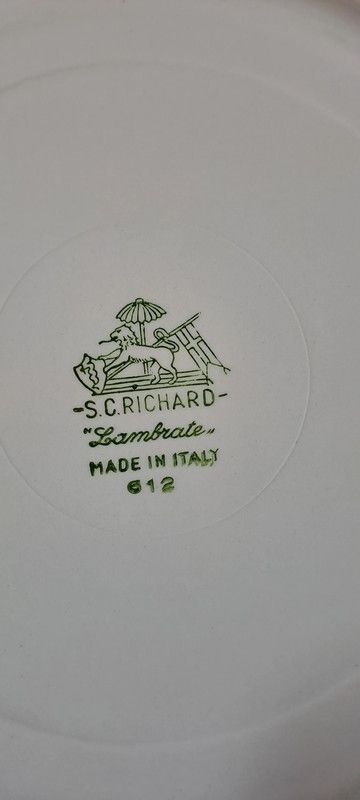 -S.C.RICHARD-
"Lambrate"
MADE IN ITALY
612